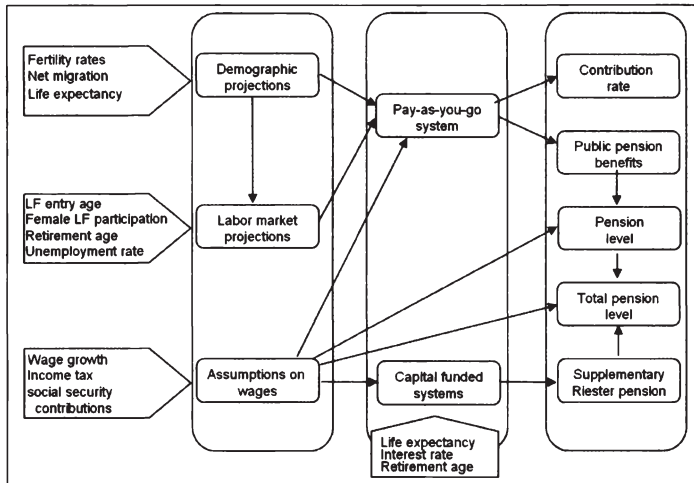 Fertility rates
Net migration
Life expectancy
Demographic
projections
Pay-as-you-go
system
Contribution
rate
Public pension
benefits
LF entry age
Female LF participation
Retirement age
Unemployment rate
Labor market
projections
Pension
level
Total pension
level
Wage growth
Income tax
social security
contributions
Assumptions on
wages
Capital funded
systems
Supplementary
Riester pension
Life expectancy
Interest rate
Retirement age